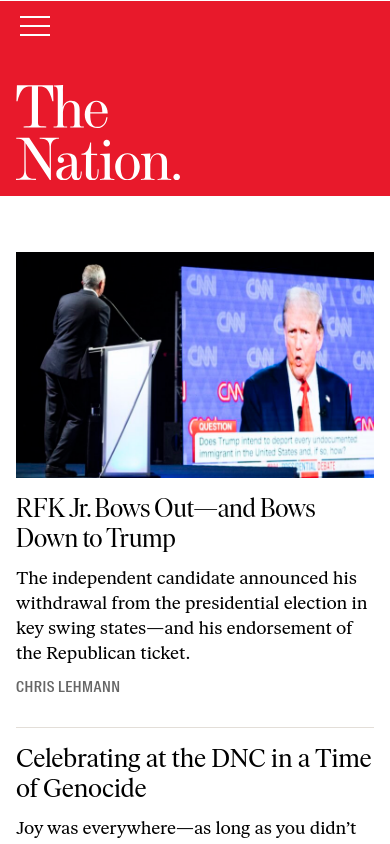 The
Nation.
CNN
CNN
CNN
CNN
CNN
CNN
CNN
CNN
QUESTION
Does Trump intend to deport every undocumented
immigrant in the United States and, if so, how?
PRESIDENTIAL DEBATE
RFK Jr. Bows Out—and Bows
Down to Trump
The independent candidate announced his
withdrawal from the presidential election in
key swing states—and his endorsement of
the Republican ticket.
CHRIS LEHMANN
Celebrating at the DNC in a Time
of Genocide
Joy was everywhere—as long as you didn’t